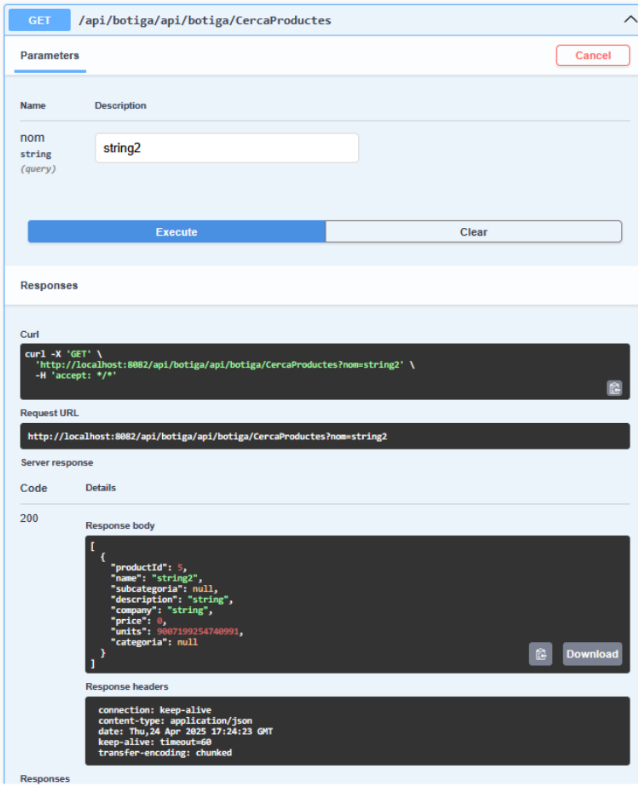 GET /api/botiga/api/botiga/CercaProductes
Parameters Cancel
Name Description
nom string2
string
(query)
Execute Clear
Responses
Curl
curl -X 'GET' \
'http://localhost:8082/api/botiga/api/botiga/CercaProductes?nom=string2' \
-H 'accept: */*'
Request URL
http://localhost:8082/api/botiga/api/botiga/CercaProductes?nom=string2
Server response
Code Details
200
Response body
[
{
"productId": 5,
"name": "string2",
"subcategoria": null,
"description": "string",
"company": "string",
"price": 0,
"units": 9007199254740991,
"categoria": null
}
]
Download
Response headers
connection: keep-alive
content-type: application/json
date: Thu,24 Apr 2025 17:24:23 GMT
keep-alive: timeout=60
transfer-encoding: chunked
Responses